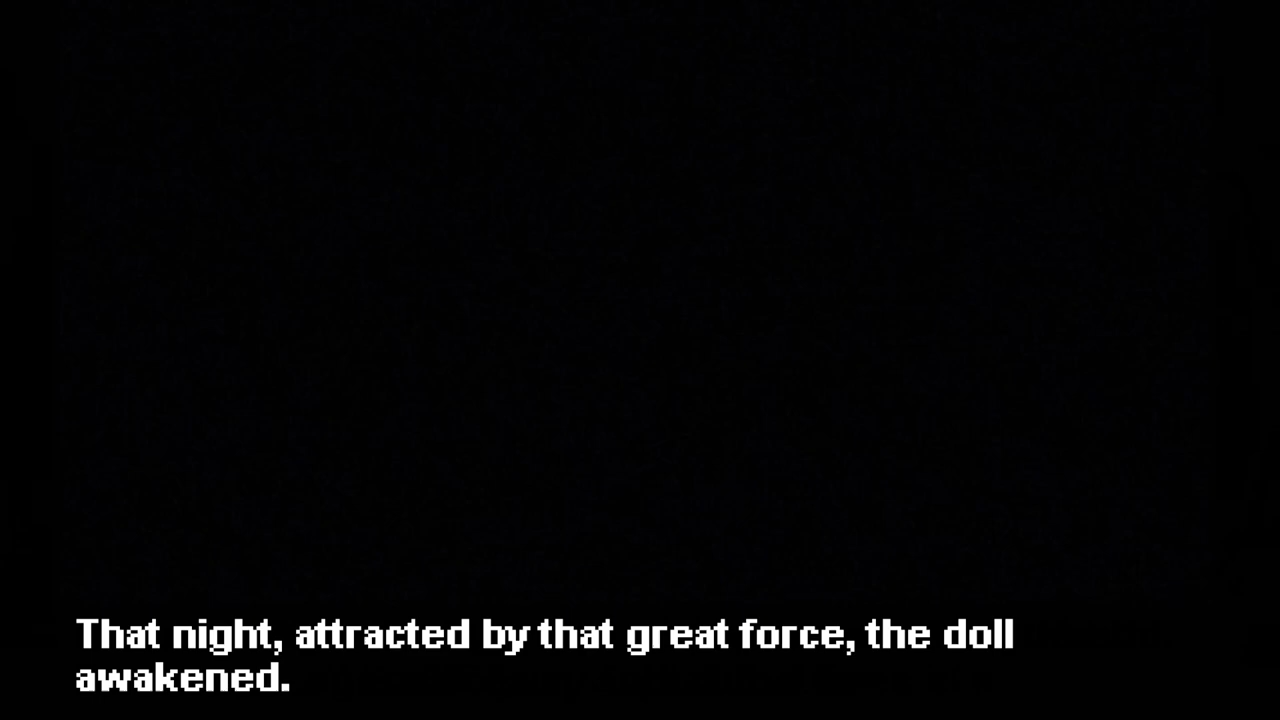 That night, attracted by that great force, the doll
awakened.